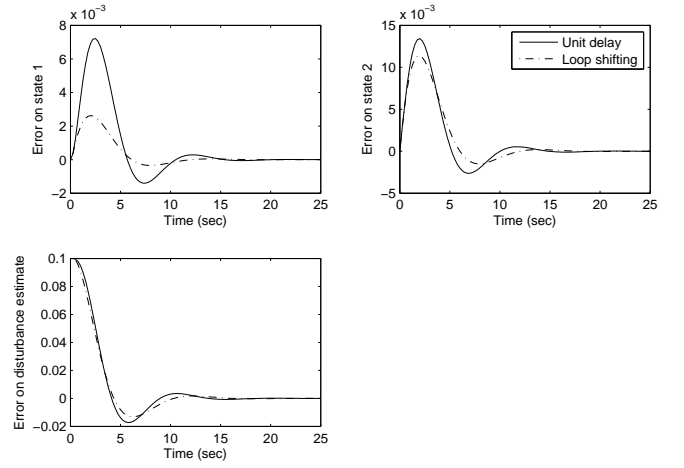 x 10⁻³
8
6
4
2
0
−2
Error on state 1
0 5 10 15 20 25
Time (sec)
x 10⁻³
15
10
5
0
−5
Error on state 2
Unit delay
Loop shifting
0 5 10 15 20 25
Time (sec)
0.1
0.08
0.06
0.04
0.02
0
−0.02
Error on disturbance estimate
0 5 10 15 20 25
Time (sec)